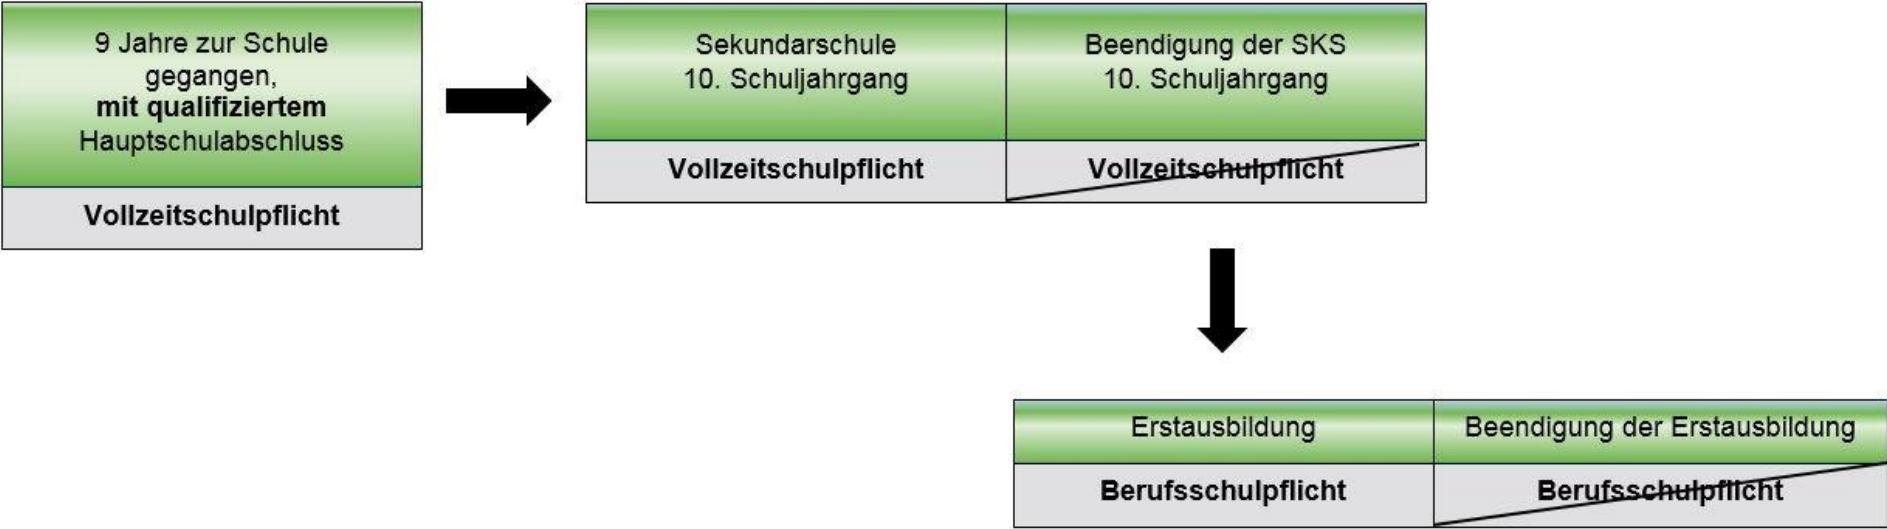 9 Jahre zur Schule
gegangen,
mit qualifiziertem
Hauptschulabschluss
Vollzeitschulpflicht
Sekundarschule
10. Schuljahrgang
Vollzeitschulpflicht
Beendigung der SKS
10. Schuljahrgang
Vollzeitschulpflicht
Erstausbildung
Berufsschulpflicht
Beendigung der Erstausbildung
Berufsschulpflicht